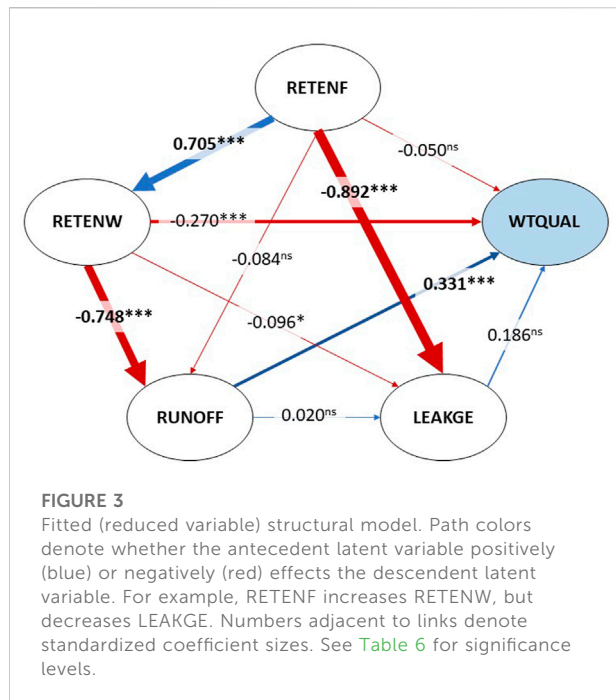 RETENF
0.705***
-0.050ⁿˢ
-0.892***
RETENW
-0.270***
WTQUAL
-0.084ⁿˢ
0.331***
-0.748***
-0.096*
0.186ⁿˢ
RUNOFF
0.020ⁿˢ
LEAKGE
FIGURE 3
Fitted (reduced variable) structural model. Path colors
denote whether the antecedent latent variable positively
(blue) or negatively (red) effects the descendent latent
variable. For example, RETENF increases RETENW, but
decreases LEAKGE. Numbers adjacent to links denote
standardized coefficient sizes. See Table 6 for significance
levels.